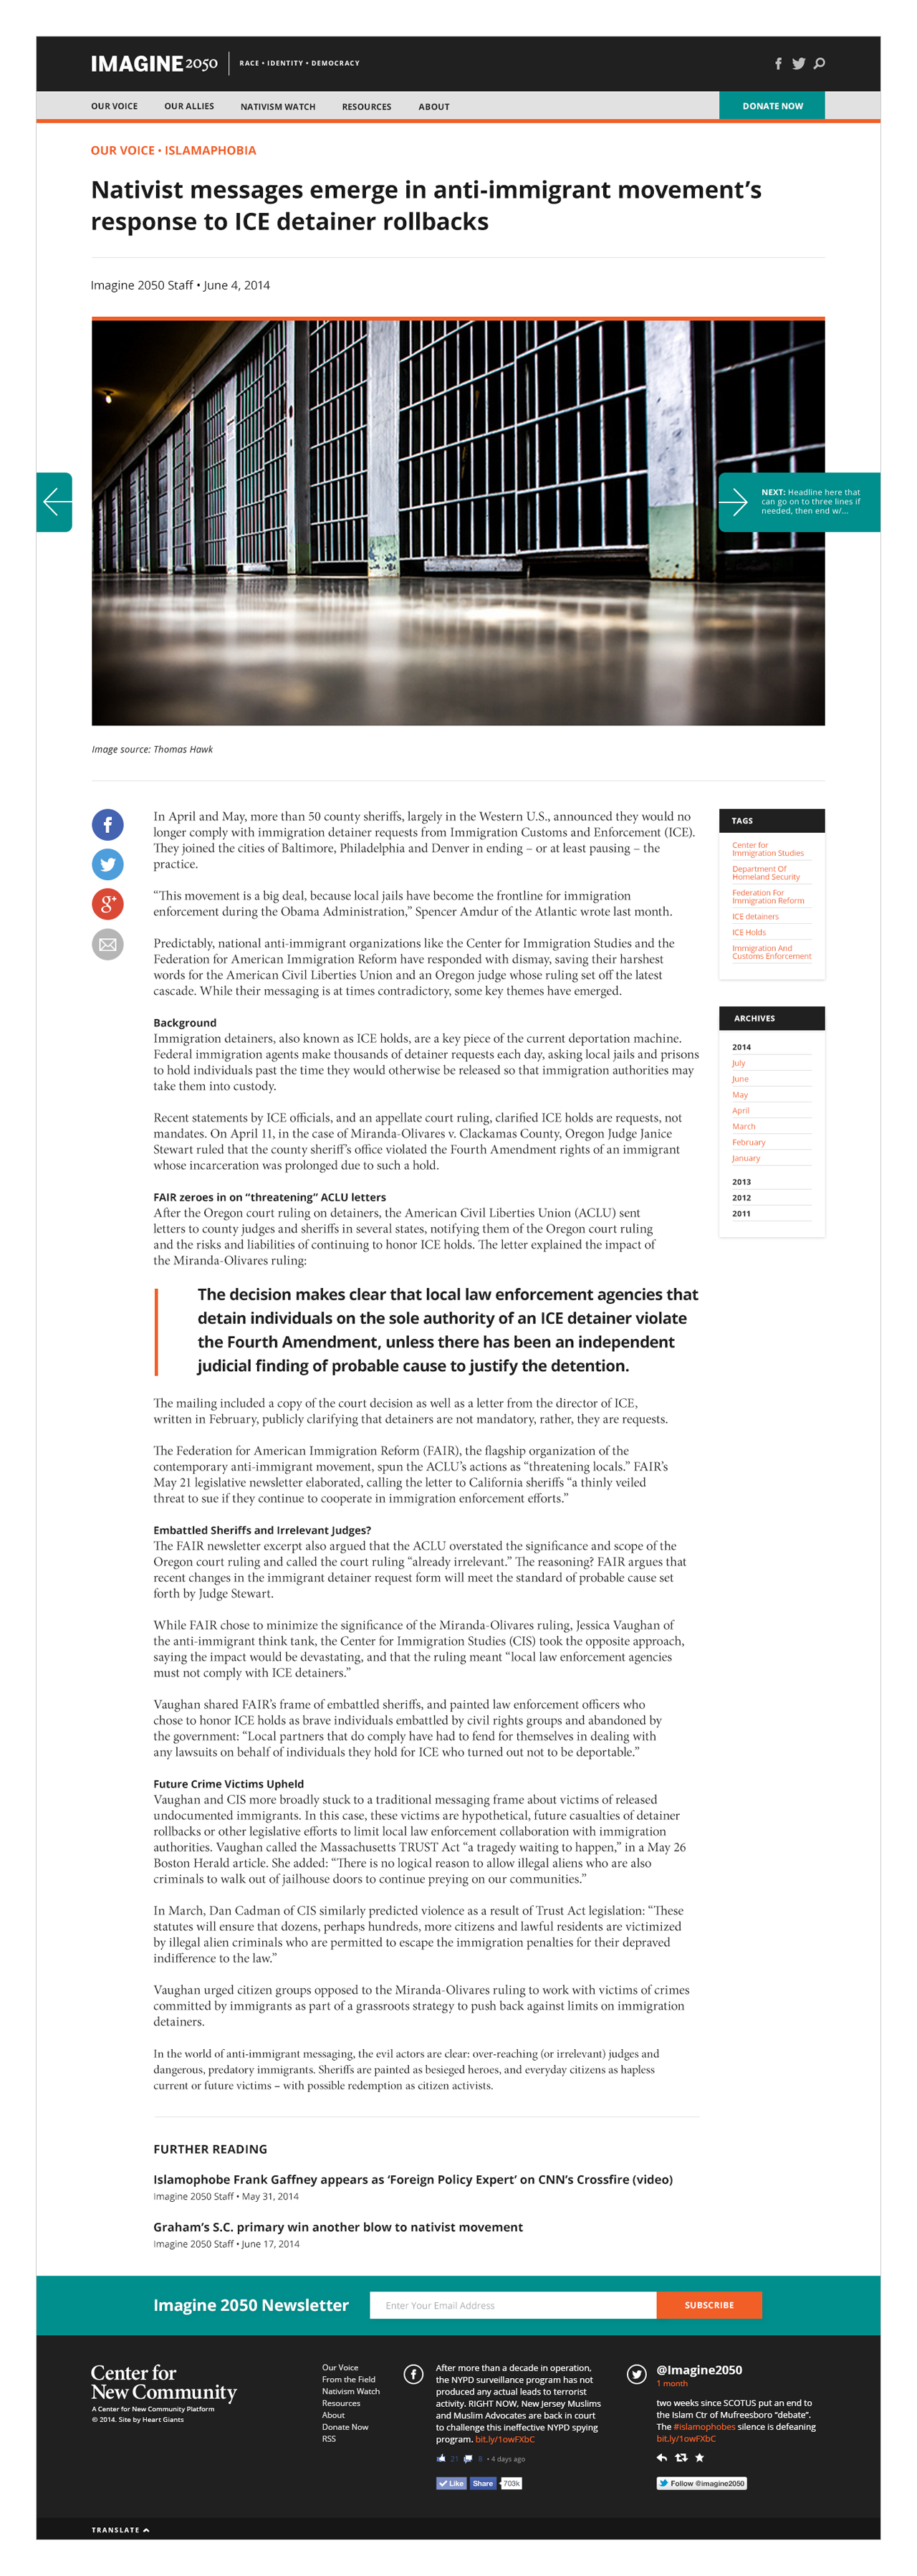 IMAGINE 2050
RACE • IDENTITY • DEMOCRACY
OUR VOICE
OUR ALLIES
NATIVISM WATCH
RESOURCES
ABOUT
DONATE NOW
OUR VOICE • ISLAMAPHOBIA
Nativist messages emerge in anti-immigrant movement’s
response to ICE detainer rollbacks
Imagine 2050 Staff • June 4, 2014
NEXT: Headline here that
can go on to three lines if
needed, then end w/...
Image source: Thomas Hawk
In April and May, more than 50 county sheriffs, largely in the Western U.S., announced they would no
longer comply with immigration detainer requests from Immigration Customs and Enforcement (ICE).
They joined the cities of Baltimore, Philadelphia and Denver in ending – or at least pausing – the
practice.
“This movement is a big deal, because local jails have become the frontline for immigration
enforcement during the Obama Administration,” Spencer Amdur of the Atlantic wrote last month.
Predictably, national anti-immigrant organizations like the Center for Immigration Studies and the
Federation for American Immigration Reform have responded with dismay, saving their harshest
words for the American Civil Liberties Union and an Oregon judge whose ruling set off the latest
cascade. While their messaging is at times contradictory, some key themes have emerged.
Background
Immigration detainers, also known as ICE holds, are a key piece of the current deportation machine.
Federal immigration agents make thousands of detainer requests each day, asking local jails and prisons
to hold individuals past the time they would otherwise be released so that immigration authorities may
take them into custody.
Recent statements by ICE officials, and an appellate court ruling, clarified ICE holds are requests, not
mandates. On April 11, in the case of Miranda-Olivares v. Clackamas County, Oregon Judge Janice
Stewart ruled that the county sheriff’s office violated the Fourth Amendment rights of an immigrant
whose incarceration was prolonged due to such a hold.
FAIR zeroes in on “threatening” ACLU letters
After the Oregon court ruling on detainers, the American Civil Liberties Union (ACLU) sent
letters to county judges and sheriffs in several states, notifying them of the Oregon court ruling
and the risks and liabilities of continuing to honor ICE holds. The letter explained the impact of
the Miranda-Olivares ruling:
The decision makes clear that local law enforcement agencies that
detain individuals on the sole authority of an ICE detainer violate
the Fourth Amendment, unless there has been an independent
judicial finding of probable cause to justify the detention.
The mailing included a copy of the court decision as well as a letter from the director of ICE,
written in February, publicly clarifying that detainers are not mandatory, rather, they are requests.
The Federation for American Immigration Reform (FAIR), the flagship organization of the
contemporary anti-immigrant movement, spun the ACLU’s actions as “threatening locals.” FAIR’s
May 21 legislative newsletter elaborated, calling the letter to California sheriffs “a thinly veiled
threat to sue if they continue to cooperate in immigration enforcement efforts.”
Embattled Sheriffs and Irrelevant Judges?
The FAIR newsletter excerpt also argued that the ACLU overstated the significance and scope of the
Oregon court ruling and called the court ruling “already irrelevant.” The reasoning? FAIR argues that
recent changes in the immigrant detainer request form will meet the standard of probable cause set
forth by Judge Stewart.
While FAIR chose to minimize the significance of the Miranda-Olivares ruling, Jessica Vaughan of
the anti-immigrant think tank, the Center for Immigration Studies (CIS) took the opposite approach,
saying the impact would be devastating, and that the ruling meant “local law enforcement agencies
must not comply with ICE detainers.”
Vaughan shared FAIR’s frame of embattled sheriffs, and painted law enforcement officers who
chose to honor ICE holds as brave individuals embattled by civil rights groups and abandoned by
the government: “Local partners that do comply have had to fend for themselves in dealing with
any lawsuits on behalf of individuals they hold for ICE who turned out not to be deportable.”
Future Crime Victims Upheld
Vaughan and CIS more broadly stuck to a traditional messaging frame about victims of released
undocumented immigrants. In this case, these victims are hypothetical, future casualties of detainer
rollbacks or other legislative efforts to limit local law enforcement collaboration with immigration
authorities. Vaughan called the Massachusetts TRUST Act “a tragedy waiting to happen,” in a May 26
Boston Herald article. She added: “There is no logical reason to allow illegal aliens who are also
criminals to walk out of jailhouse doors to continue preying on our communities.”
In March, Dan Cadman of CIS similarly predicted violence as a result of Trust Act legislation: “These
statutes will ensure that dozens, perhaps hundreds, more citizens and lawful residents are victimized
by illegal alien criminals who are permitted to escape the immigration penalties for their depraved
indifference to the law.”
Vaughan urged citizen groups opposed to the Miranda-Olivares ruling to work with victims of crimes
committed by immigrants as part of a grassroots strategy to push back against limits on immigration
detainers.
In the world of anti-immigrant messaging, the evil actors are clear: over-reaching (or irrelevant) judges and
dangerous, predatory immigrants. Sheriffs are painted as besieged heroes, and everyday citizens as hapless
current or future victims – with possible redemption as citizen activists.
TAGS
Center for
Immigration Studies
Department Of
Homeland Security
Federation For
Immigration Reform
ICE detainers
ICE Holds
Immigration And
Customs Enforcement
ARCHIVES
2014
July
June
May
April
March
February
January
2013
2012
2011
FURTHER READING
Islamophobe Frank Gaffney appears as ‘Foreign Policy Expert’ on CNN’s Crossfire (video)
Imagine 2050 Staff • May 31, 2014
Graham’s S.C. primary win another blow to nativist movement
Imagine 2050 Staff • June 17, 2014
Imagine 2050 Newsletter
Enter Your Email Address
SUBSCRIBE
Center for
New Community
A Center for New Community Platform
© 2014. Site by Heart Giants
Our Voice
From the Field
Nativism Watch
Resources
About
Donate Now
RSS
After more than a decade in operation,
the NYPD surveillance program has not
produced any actual leads to terrorist
activity. RIGHT NOW, New Jersey Muslims
and Muslim Advocates are back in court
to challenge this ineffective NYPD spying
program. bit.ly/1owFXbC
21 8 • 4 days ago
Like Share 703k
@Imagine2050
1 month
two weeks since SCOTUS put an end to
the Islam Ctr of Mufreesboro “debate”.
The #islamophobes silence is defeaning
bit.ly/1owFXbC
Follow @imagine2050
TRANSLATE